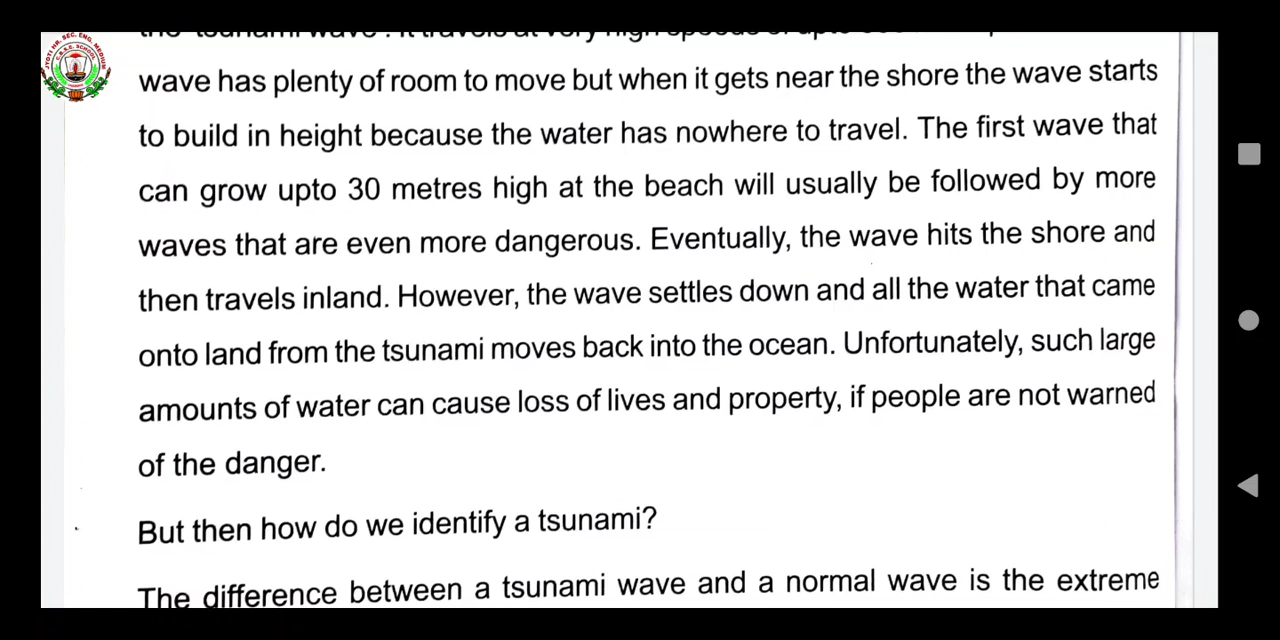 wave has plenty of room to move but when it gets near the shore the wave starts
to build in height because the water has nowhere to travel. The first wave that
can grow upto 30 metres high at the beach will usually be followed by more
waves that are even more dangerous. Eventually, the wave hits the shore and
then travels inland. However, the wave settles down and all the water that came
onto land from the tsunami moves back into the ocean. Unfortunately, such large
amounts of water can cause loss of lives and property, if people are not warned
of the danger.
But then how do we identify a tsunami?
The difference between a tsunami wave and a normal wave is the extreme